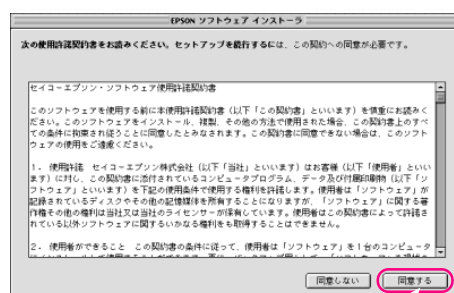 EPSON ソフトウェア インストーラ
次の使用許諾契約書をお読みください。セットアップを続行するには、この契約への同意が必要です。
セイコーエプソン・ソフトウェア使用許諾契約書
このソフトウェアを使用する前に本使用許諾契約書（以下「この契約書」といいます）を慎重にお読みく
ださい。このソフトウェアをインストール、複製、その他の方法で使用された場合、この契約書上のすべ
ての条件に拘束され従うことに同意したとみなされます。この契約書に同意できない場合は、このソフト
ウェアの使用をご遠慮ください。
1. 使用許諾 セイコーエプソン株式会社（以下「当社」といいます）はお客様（以下「使用者」といい
ます）に対し、この契約書に添付されているコンピュータプログラム、データ及び付属印刷物（以下「ソ
フトウェア」といいます）を下記の使用条件で使用する権利を許諾します。使用者は「ソフトウェア」が
記録されているディスクやその他の記憶媒体を所有することになりますが、「ソフトウェア」に関する著
作権その他の権利は当社又は当社のライセンサーが保有しています。使用者はこの契約書によって許諾さ
れている以外ソフトウェアに関するいかなる権利をも取得することはできません。
2. 使用者ができること この契約書の条件に従って、使用者は「ソフトウェア」を1台のコンピュータ
同意しない
同意する